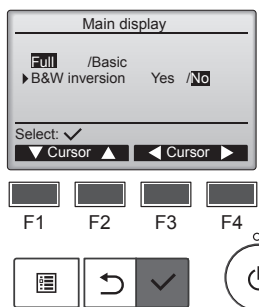 Main display
Full /Basic
▶B&W inversion Yes /No
Select: ✓
▼ Cursor ▲ ◀ Cursor ▶
F1 F2 F3 F4